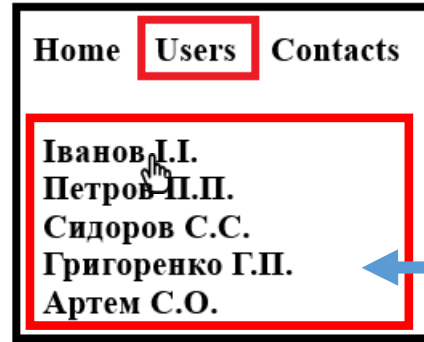 Home Users Contacts
Іванов І.І.
Петров П.П.
Сидоров С.С.
Григоренко Г.П.
Артем С.О.